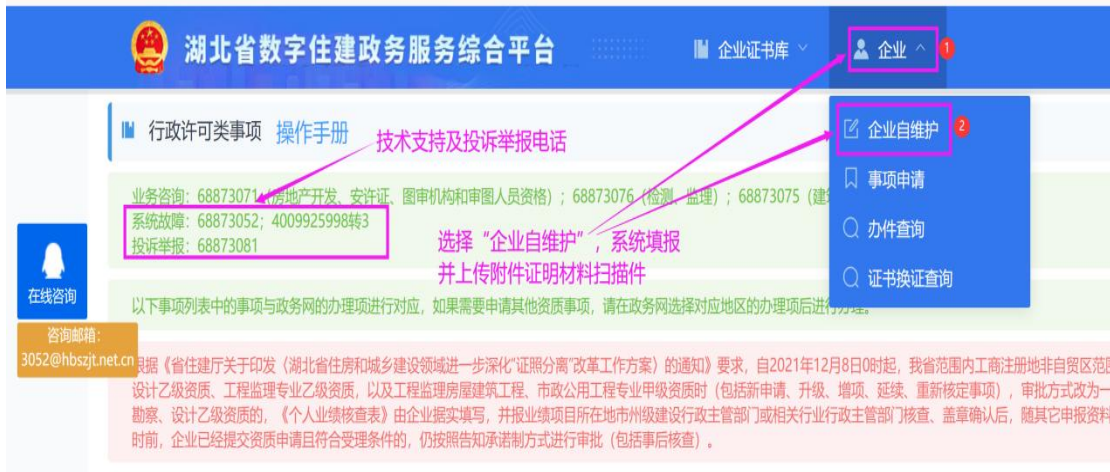 湖北省数字住建政务服务综合平台
企业证书库
企业
1
行政许可类事项 操作手册
技术支持及投诉举报电话
企业自维护
2
事项申请
办件查询
证书换证查询
业务咨询：68873071（房地产开发、安许证、图审机构和审图人员资格）；68873076（检测、监理）；68873075（建
系统故障：68873052；4009925998转3
投诉举报：68873081
选择“企业自维护”，系统填报
并上传附件证明材料扫描件
在线咨询
以下事项列表中的事项与政务网的办理项进行对应，如果需要申请其他资质事项，请在政务网选择对应地区的办理项后进行办理。
咨询邮箱：
3052@hbszjt.net.cn
根据《省住建厅关于印发〈湖北省住房和城乡建设领域进一步深化“证照分离”改革工作方案〉的通知》要求，自2021年12月8日0时起，我省范围内工商注册地非自贸区范围
设计乙级资质、工程监理专业乙级资质，以及工程监理房屋建筑工程、市政公用工程专业甲级资质时（包括新申请、升级、增项、延续、重新核定事项），审批方式改为一
勘察、设计乙级资质的，《个人业绩核查表》由企业据实填写，并报业绩项目所在地市州级建设行政主管部门或相关行业行政主管部门核查、盖章确认后，随其它申报资料
时前，企业已经提交资质申请且符合受理条件的，仍按照告知承诺制方式进行审批（包括事后核查）。